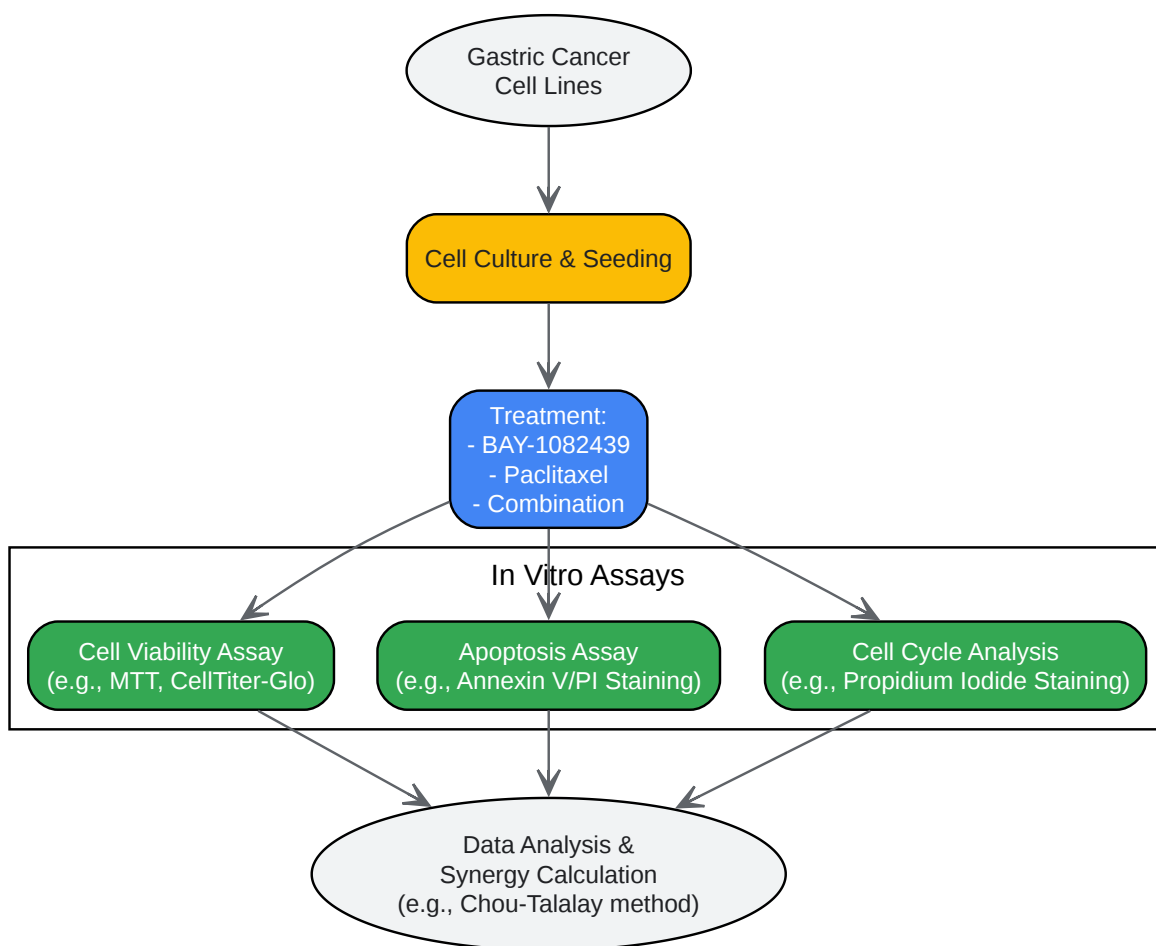 Gastric Cancer
Cell Lines
Cell Culture & Seeding
Treatment:
- BAY-1082439
- Paclitaxel
- Combination
In Vitro Assays
Cell Viability Assay
(e.g., MTT, CellTiter-Glo)
Apoptosis Assay
(e.g., Annexin V/PI Staining)
Cell Cycle Analysis
(e.g., Propidium Iodide Staining)
Data Analysis &
Synergy Calculation
(e.g., Chou-Talalay method)